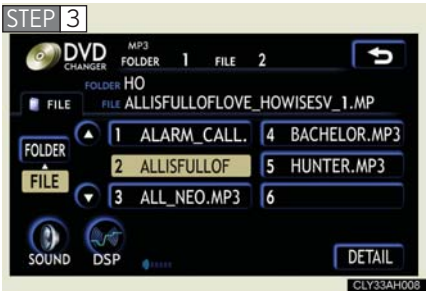 STEP 3
DVD CHANGER
MP3
FOLDER 1 FILE 2
FOLDER HO
FILE
FILE ALLISFULLOFLOVE_HOWISESV_1.MP
FOLDER
FILE
1 ALARM_CALL.
4 BACHELOR.MP3
2 ALLISFULLOF
5 HUNTER.MP3
3 ALL_NEO.MP3
6
SOUND
DSP
DETAIL
CLY33AH008